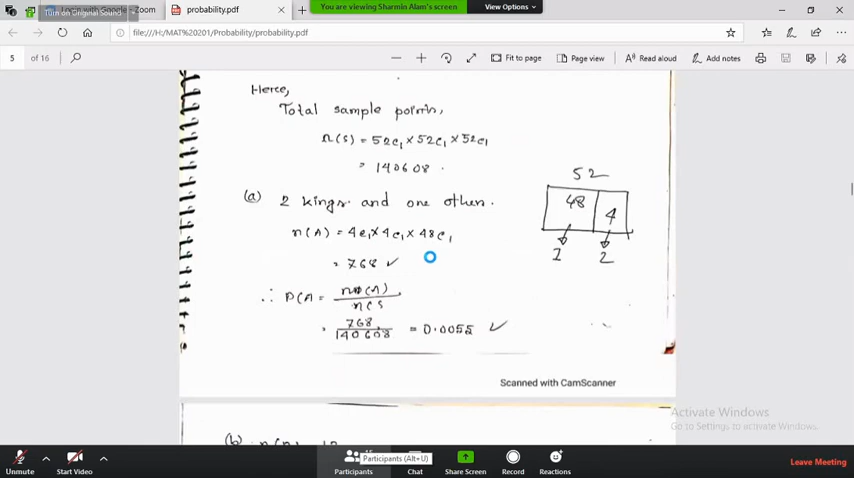 You are viewing Sharmin Alam's screen
View Options
Turn on Original Sound
Zoom
probability.pdf
file:///H:/MAT%20201/Probability/probability.pdf
5 of 16
Fit to page
Page view
Read aloud
Add notes
Here,
Total sample points,
n(S) = 52c₁ × 52c₁ × 52c₁
= 140608.
(a) 2 kings and one other.
n(A) = 4c₁ × 4c₁ × 48c₁
= 768 ✓
∴ P(A = n(A)
n(S
= 768
140608 = 0.0055 ✓
52
48 4
1 2
Scanned with CamScanner
Activate Windows
Go to Settings to activate Windows.
(b)
Participants (Alt+U)
Unmute
Start Video
Participants
Chat
Share Screen
Record
Reactions
Leave Meeting